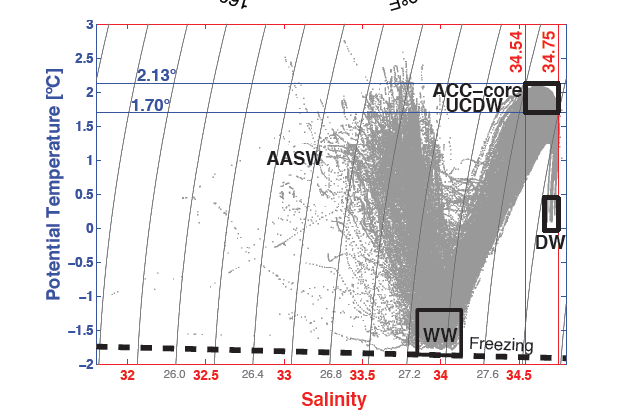 3
2.5
2
1.5
1
0.5
0
−0.5
−1
−1.5
−2
Potential Temperature [°C]
2.13°
1.70°
34.54
34.75
ACC−core
UCDW
AASW
DW
WW
Freezing
32 26.0 32.5 26.4 33 26.8 33.5 27.2 34 27.6 34.5
Salinity